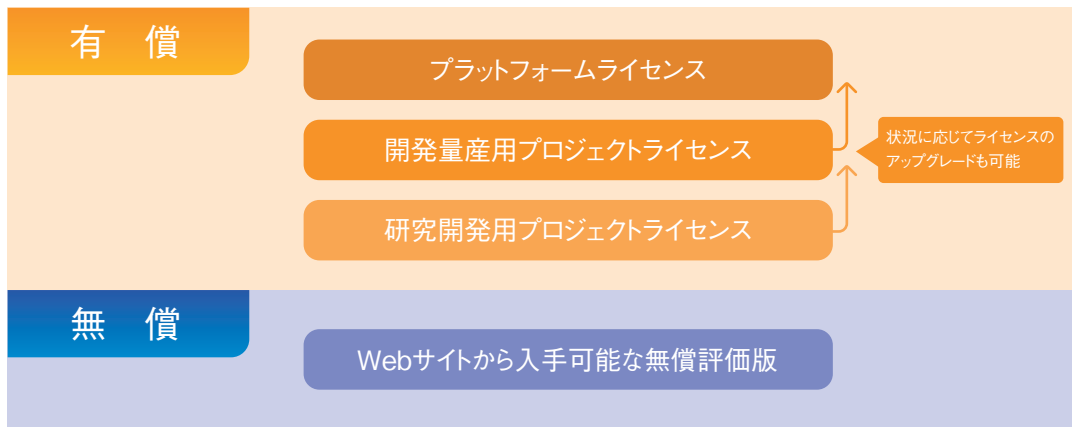 有 償
プラットフォームライセンス
開発量産用プロジェクトライセンス
状況に応じてライセンスの
アップグレードも可能
研究開発用プロジェクトライセンス
無 償
Webサイトから入手可能な無償評価版